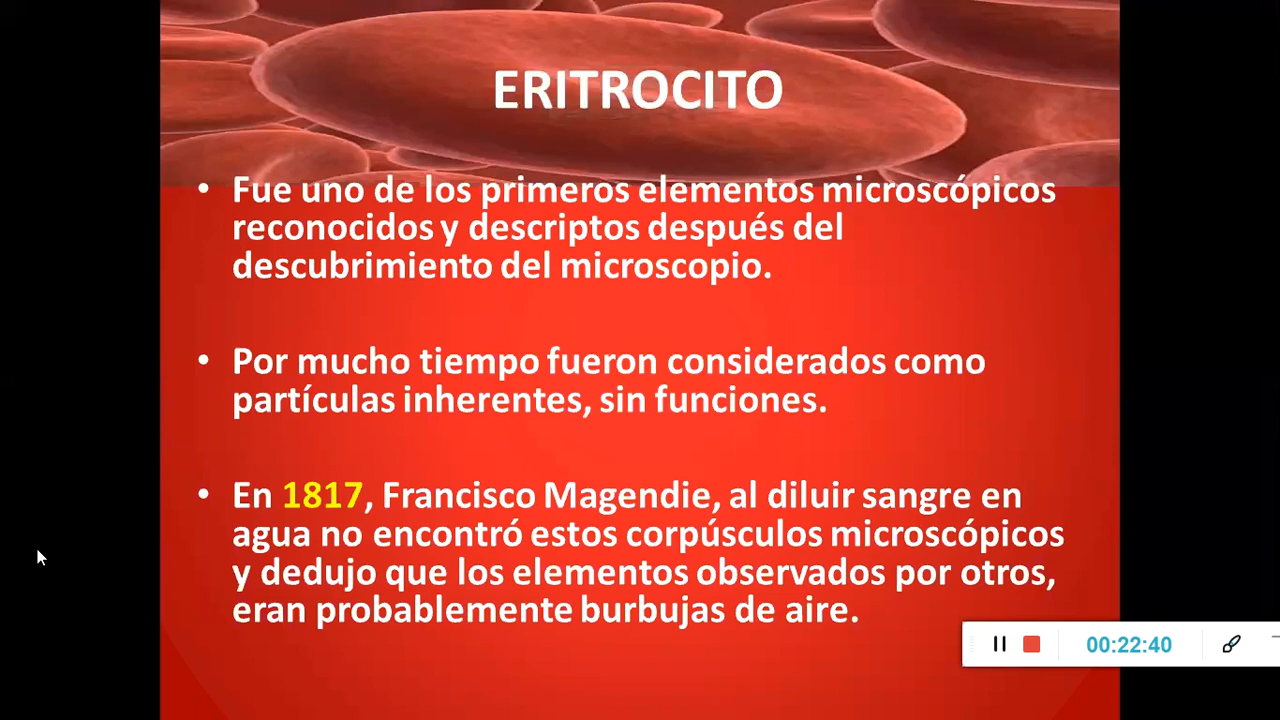 ERITROCITO
• Fue uno de los primeros elementos microscópicos
reconocidos y descriptos después del
descubrimiento del microscopio.
• Por mucho tiempo fueron considerados como
partículas inherentes, sin funciones.
• En 1817, Francisco Magendie, al diluir sangre en
agua no encontró estos corpúsculos microscópicos
y dedujo que los elementos observados por otros,
eran probablemente burbujas de aire.
00:22:40